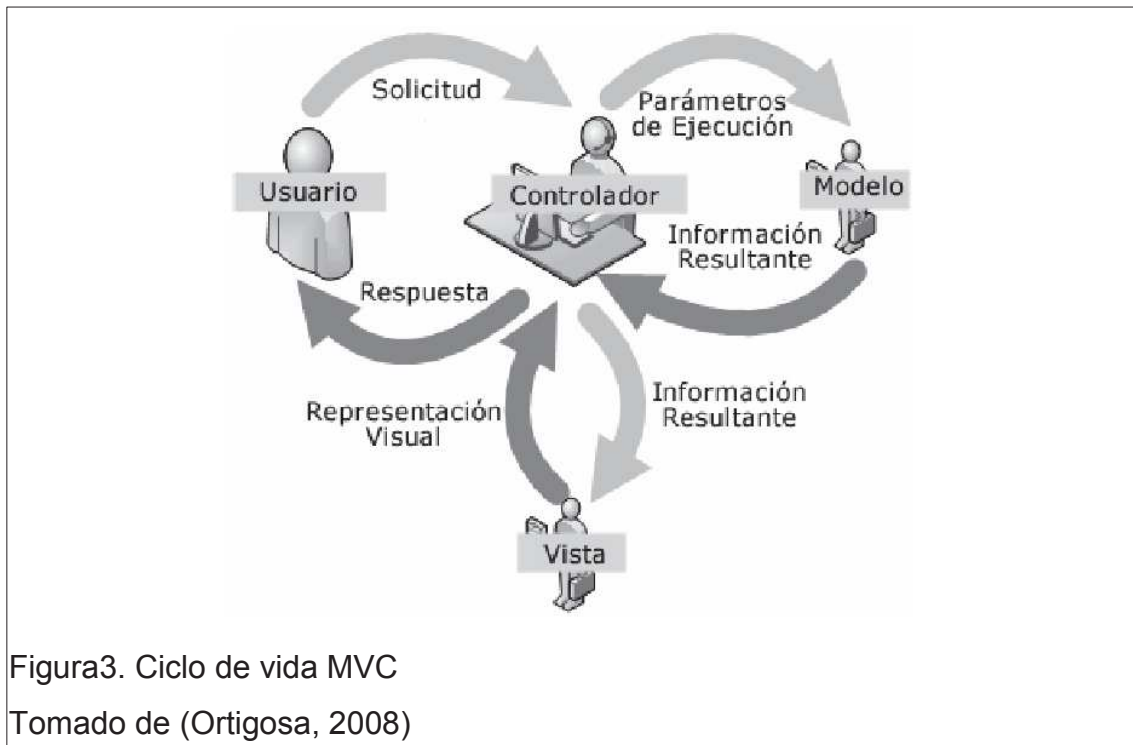 Solicitud
Parámetros
de Ejecución
Usuario
Controlador
Modelo
Información
Resultante
Respuesta
Representación
Visual
Información
Resultante
Vista
Figura3. Ciclo de vida MVC
Tomado de (Ortigosa, 2008)